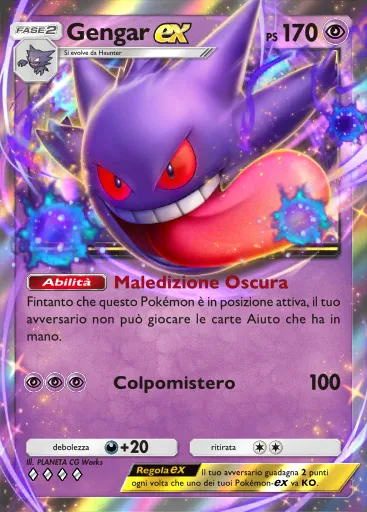 FASE 2 Gengar ex PS 170
Si evolve da Haunter
Abilità Maledizione Oscura
Fintanto che questo Pokémon è in posizione attiva, il tuo
avversario non può giocare le carte Aiuto che ha in
mano.
Colpomistero 100
debolezza +20 ritirata
Ill. PLANETA CG Works
Regola ex Il tuo avversario guadagna 2 punti
ogni volta che uno dei tuoi Pokémon-ex va KO.